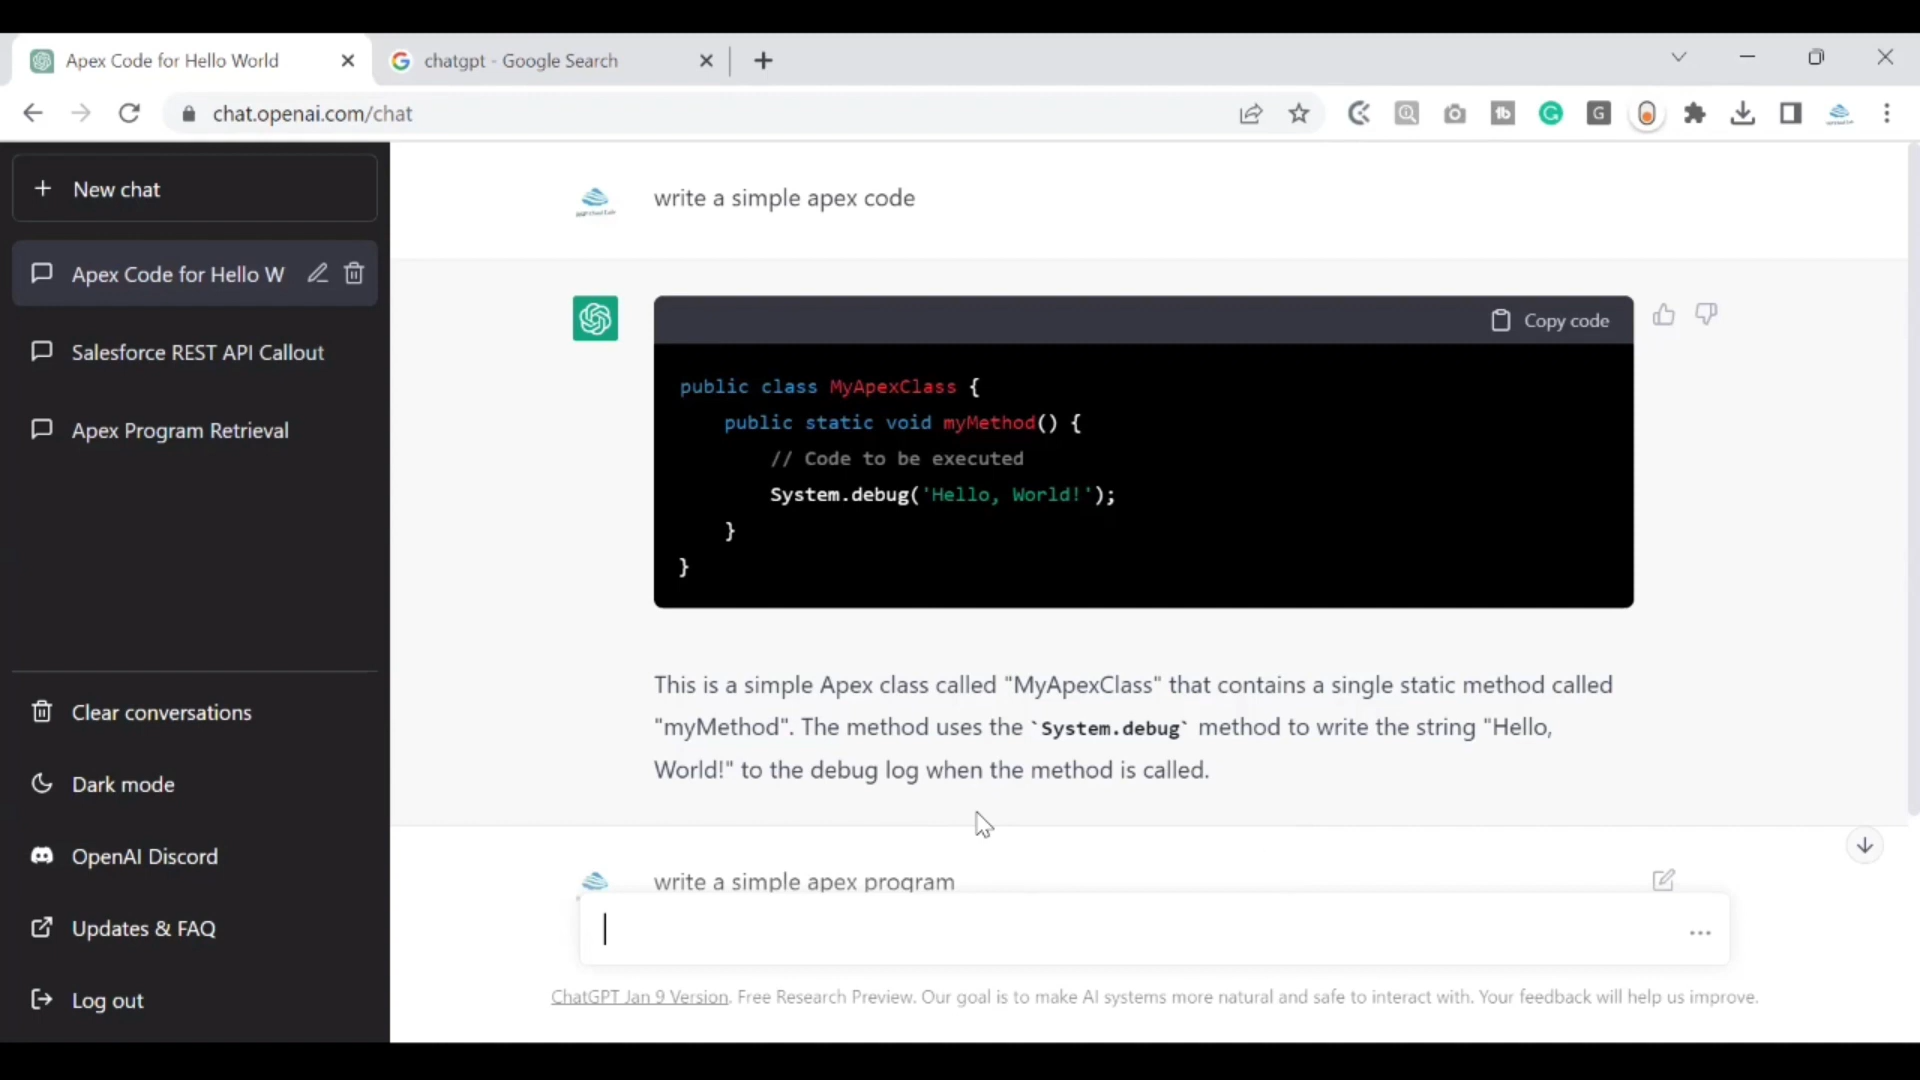 Apex Code for Hello World
chatgpt - Google Search
chat.openai.com/chat
New chat
Apex Code for Hello W
Salesforce REST API Callout
Apex Program Retrieval
Clear conversations
Dark mode
OpenAI Discord
Updates & FAQ
Log out
write a simple apex code
Copy code
public class MyApexClass {
public static void myMethod() {
// Code to be executed
System.debug('Hello, World!');
}
}
This is a simple Apex class called "MyApexClass" that contains a single static method called
"myMethod". The method uses the `System.debug` method to write the string "Hello,
World!" to the debug log when the method is called.
write a simple apex program
ChatGPT Jan 9 Version. Free Research Preview. Our goal is to make AI systems more natural and safe to interact with. Your feedback will help us improve.